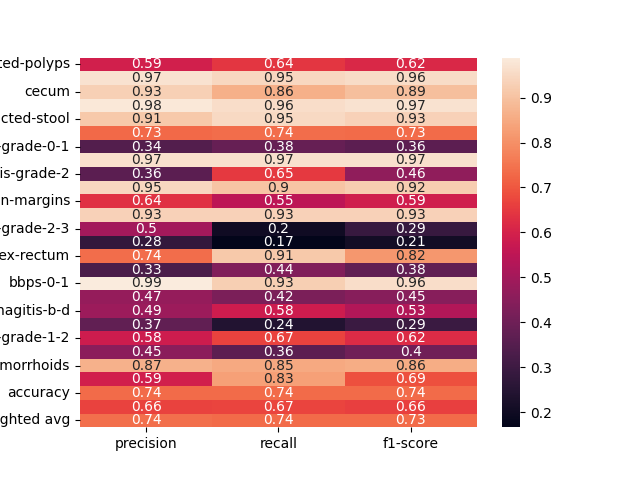 ted-polyps 0.59 0.64 0.62
0.97 0.95 0.96
cecum 0.93 0.86 0.89
0.98 0.96 0.97
cted-stool 0.91 0.95 0.93
0.73 0.74 0.73
-grade-0-1 0.34 0.38 0.36
0.97 0.97 0.97
is-grade-2 0.36 0.65 0.46
0.95 0.9 0.92
n-margins 0.64 0.55 0.59
0.93 0.93 0.93
-grade-2-3 0.5 0.2 0.29
0.28 0.17 0.21
ex-rectum 0.74 0.91 0.82
0.33 0.44 0.38
bbps-0-1 0.99 0.93 0.96
0.47 0.42 0.45
nagitis-b-d 0.49 0.58 0.53
0.37 0.24 0.29
-grade-1-2 0.58 0.67 0.62
0.45 0.36 0.4
morrhoids 0.87 0.85 0.86
0.59 0.83 0.69
accuracy 0.74 0.74 0.74
0.66 0.67 0.66
ghted avg 0.74 0.74 0.73
precision recall f1-score
0.9
0.8
0.7
0.6
0.5
0.4
0.3
0.2